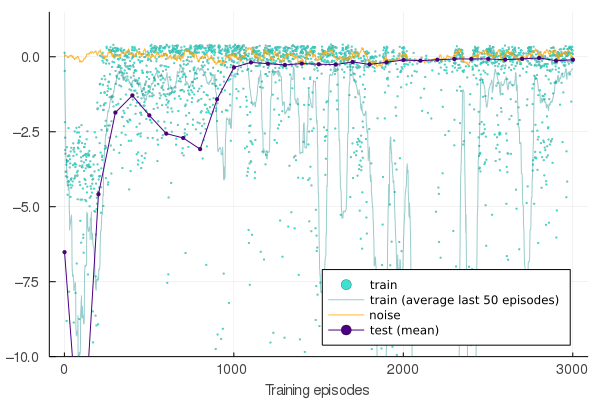 0.0
−2.5
−5.0
−7.5
−10.0
train
train (average last 50 episodes)
noise
test (mean)
0 1000 2000 3000
Training episodes